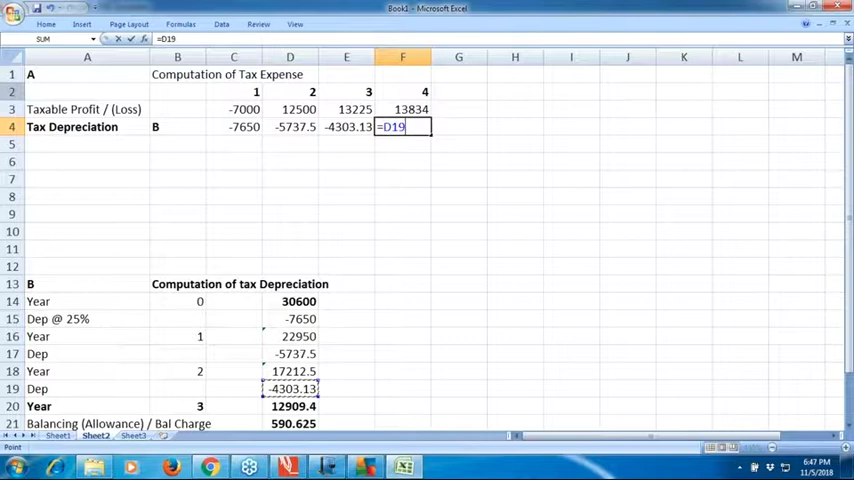 Book1 - Microsoft Excel
Home Insert Page Layout Formulas Data Review View
SUM =D19
A B C D E F G H I J K L M
1 A Computation of Tax Expense
2 1 2 3 4
3 Taxable Profit / (Loss) -7000 12500 13225 13834
4 Tax Depreciation B -7650 -5737.5 -4303.13 =D19
5
6
7
8
9
10
11
12
13 B Computation of tax Depreciation
14 Year 0 30600
15 Dep @ 25% -7650
16 Year 1 22950
17 Dep -5737.5
18 Year 2 17212.5
19 Dep -4303.13
20 Year 3 12909.4
21 Balancing (Allowance) / Bal Charge 590.625
Sheet1 Sheet2 Sheet3
Point 100%
6:47 PM
11/5/2018